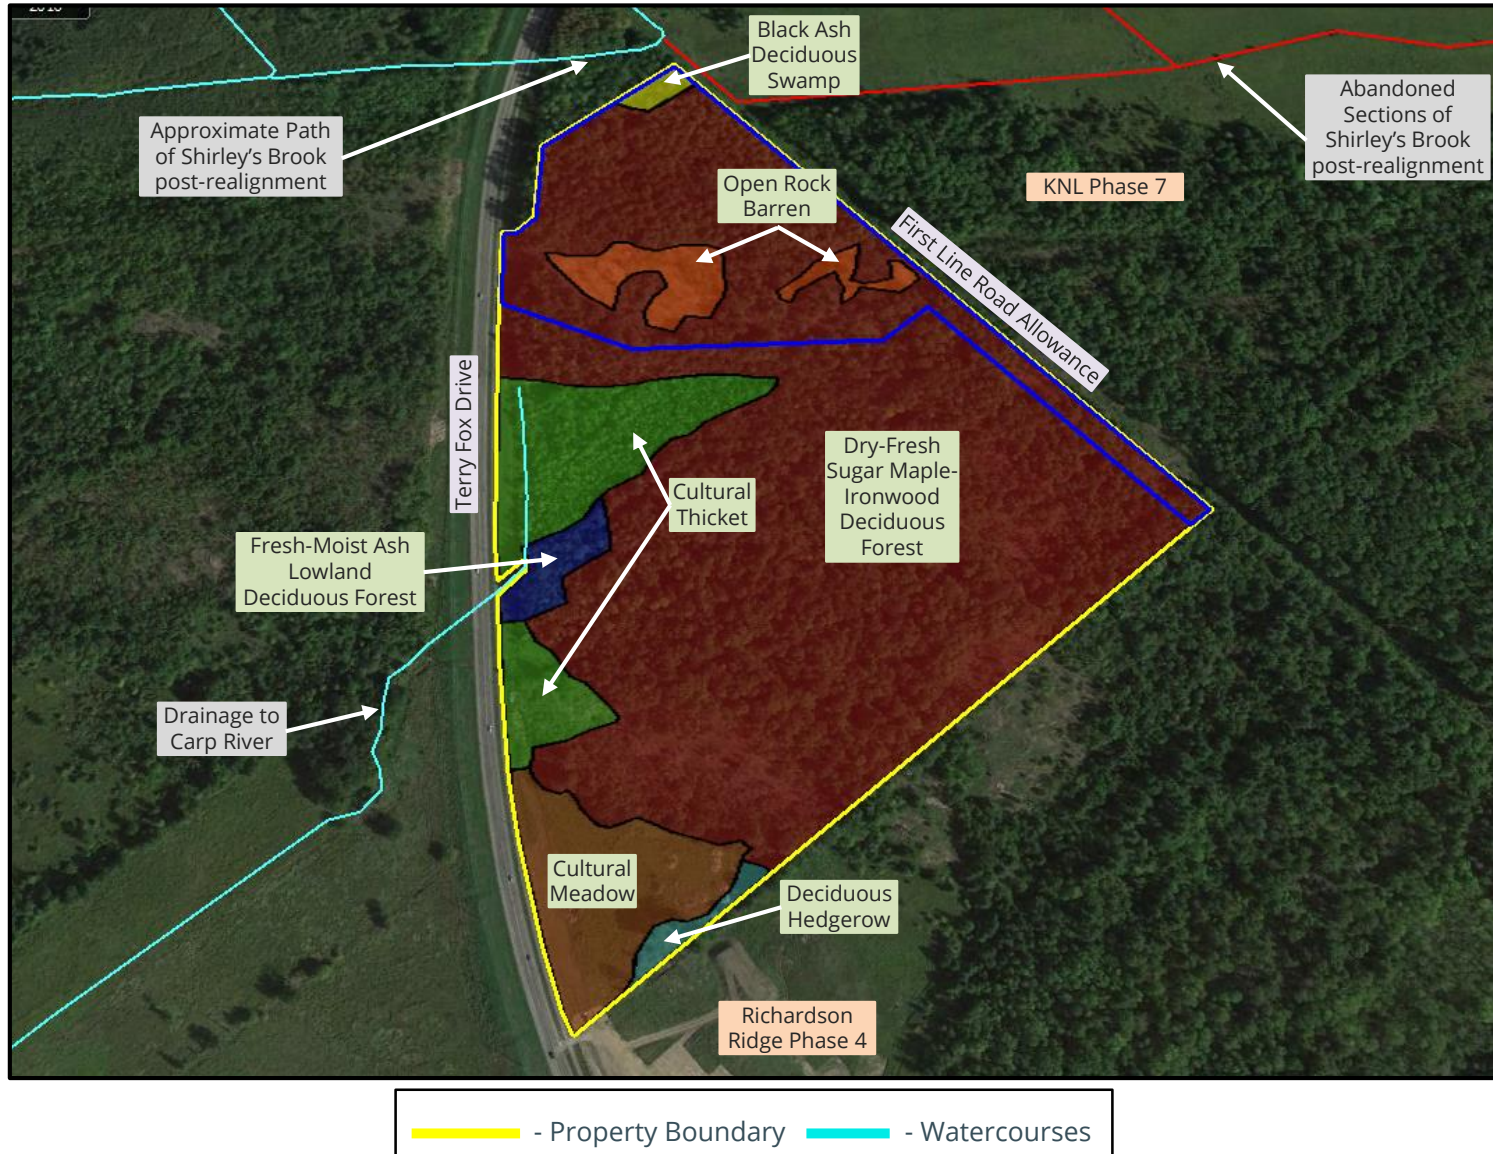 Black Ash
Deciduous
Swamp
Abandoned
Sections of
Shirley's Brook
post-realignment
Approximate Path
of Shirley's Brook
post-realignment
Open Rock
Barren
KNL Phase 7
First Line Road Allowance
Terry Fox Drive
Dry-Fresh
Sugar Maple-
Ironwood
Deciduous
Forest
Cultural
Thicket
Fresh-Moist Ash
Lowland
Deciduous Forest
Drainage to
Carp River
Cultural
Meadow
Deciduous
Hedgerow
Richardson
Ridge Phase 4
- Property Boundary
- Watercourses